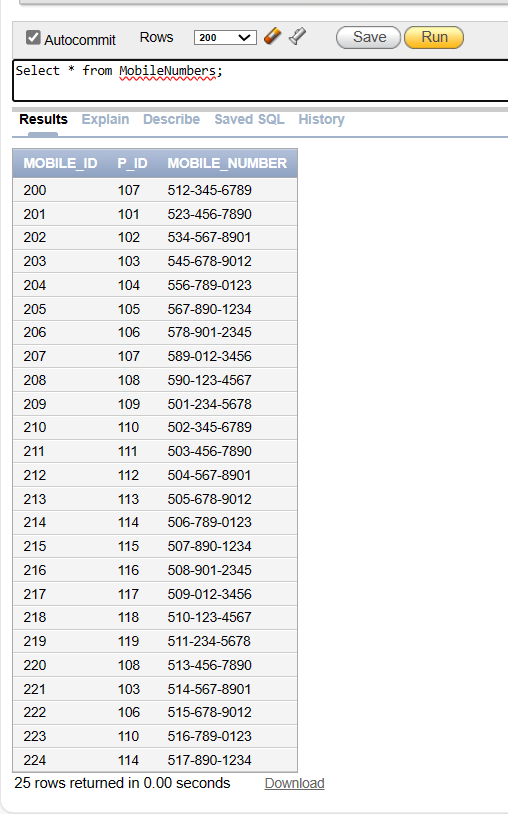 Autocommit Rows 200 Save Run
Select * from MobileNumbers;
Results Explain Describe Saved SQL History
MOBILE_ID P_ID MOBILE_NUMBER
200 107 512-345-6789
201 101 523-456-7890
202 102 534-567-8901
203 103 545-678-9012
204 104 556-789-0123
205 105 567-890-1234
206 106 578-901-2345
207 107 589-012-3456
208 108 590-123-4567
209 109 501-234-5678
210 110 502-345-6789
211 111 503-456-7890
212 112 504-567-8901
213 113 505-678-9012
214 114 506-789-0123
215 115 507-890-1234
216 116 508-901-2345
217 117 509-012-3456
218 118 510-123-4567
219 119 511-234-5678
220 108 513-456-7890
221 103 514-567-8901
222 106 515-678-9012
223 110 516-789-0123
224 114 517-890-1234
25 rows returned in 0.00 seconds Download